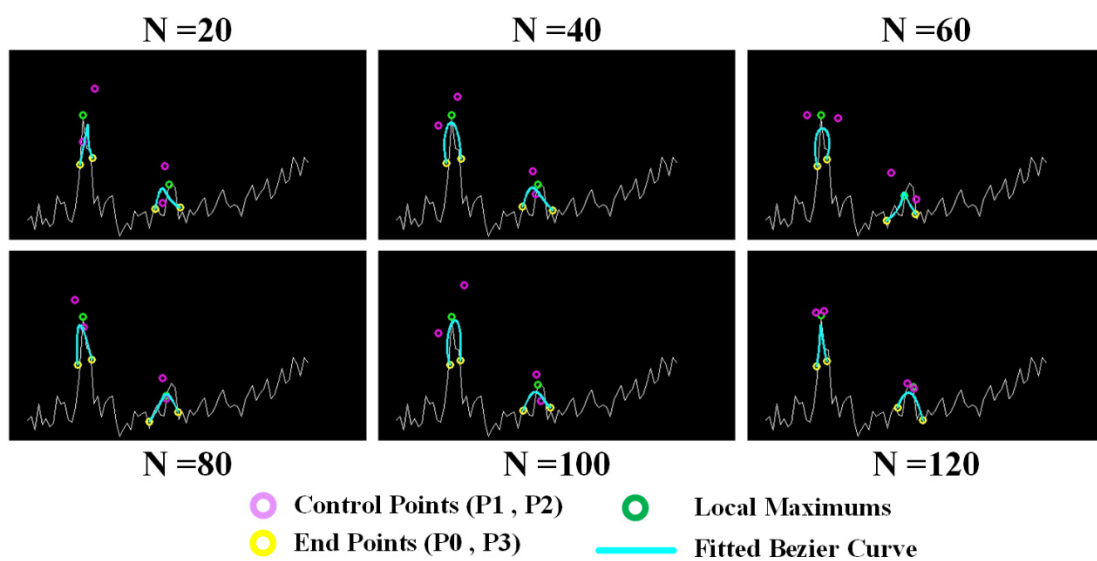 N =20
N =40
N =60
N =80
N =100
N =120
Control Points (P1 , P2)
Local Maximums
End Points (P0 , P3)
Fitted Bezier Curve